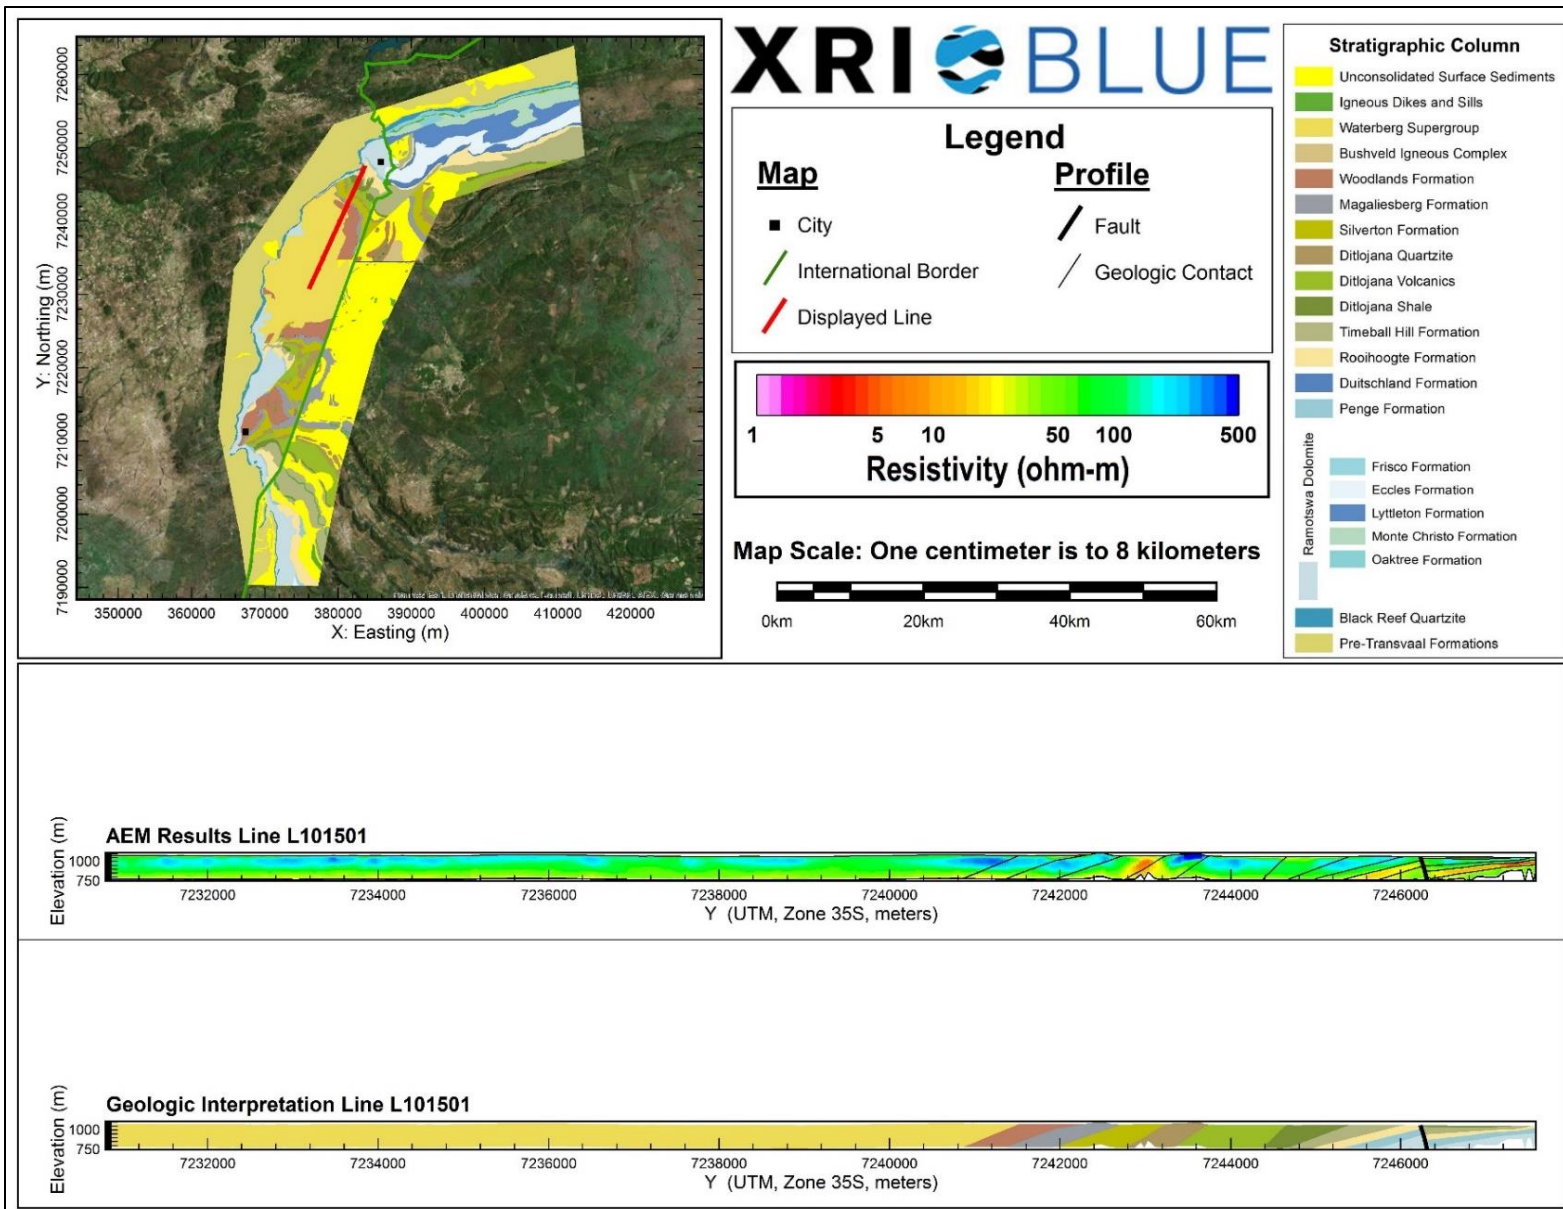 XRI BLUE
7260000
7250000
7240000
7230000
7220000
7210000
7200000
7190000
Y: Northing (m)
350000 360000 370000 380000 390000 400000 410000 420000
X: Easting (m)
Legend
Map
City
International Border
Displayed Line
Profile
Fault
Geologic Contact
1 5 10 50 100 500
Resistivity (ohm-m)
Map Scale: One centimeter is to 8 kilometers
0km 20km 40km 60km
Stratigraphic Column
Unconsolidated Surface Sediments
Igneous Dikes and Sills
Waterberg Supergroup
Bushveld Igneous Complex
Woodlands Formation
Magaliesberg Formation
Silverton Formation
Ditlojana Quartzite
Ditlojana Volcanics
Ditlojana Shale
Timeball Hill Formation
Rooihoogte Formation
Duitschland Formation
Penge Formation
Ramotswa Dolomite
Frisco Formation
Eccles Formation
Lyttleton Formation
Monte Christo Formation
Oaktree Formation
Black Reef Quartzite
Pre-Transvaal Formations
AEM Results Line L101501
Elevation (m)
1000
750
7232000 7234000 7236000 7238000 7240000 7242000 7244000 7246000
Y (UTM, Zone 35S, meters)
Geologic Interpretation Line L101501
Elevation (m)
1000
750
7232000 7234000 7236000 7238000 7240000 7242000 7244000 7246000
Y (UTM, Zone 35S, meters)